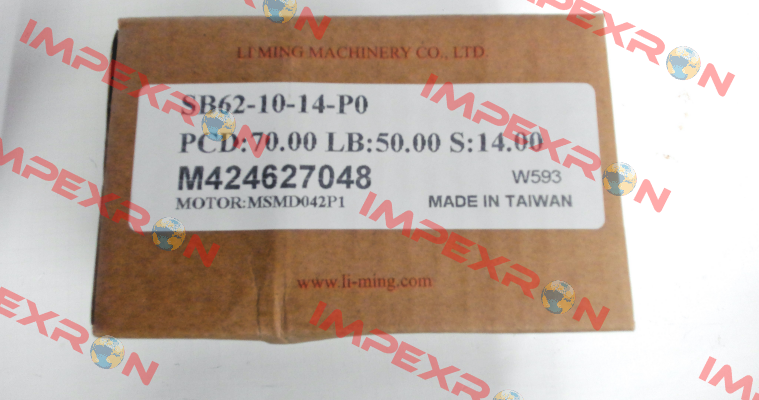 LI MING MACHINERY CO., LTD.
SB62-10-14-P0
PCD:70.00 LB:50.00 S:14.00
M424627048
W593
MOTOR:MSMD042P1
MADE IN TAIWAN
www.li-ming.com
IMPEXRON
IMPEXRON
IMPEXRON
IMPEXRON
IMPEXRON
IMPEXRON